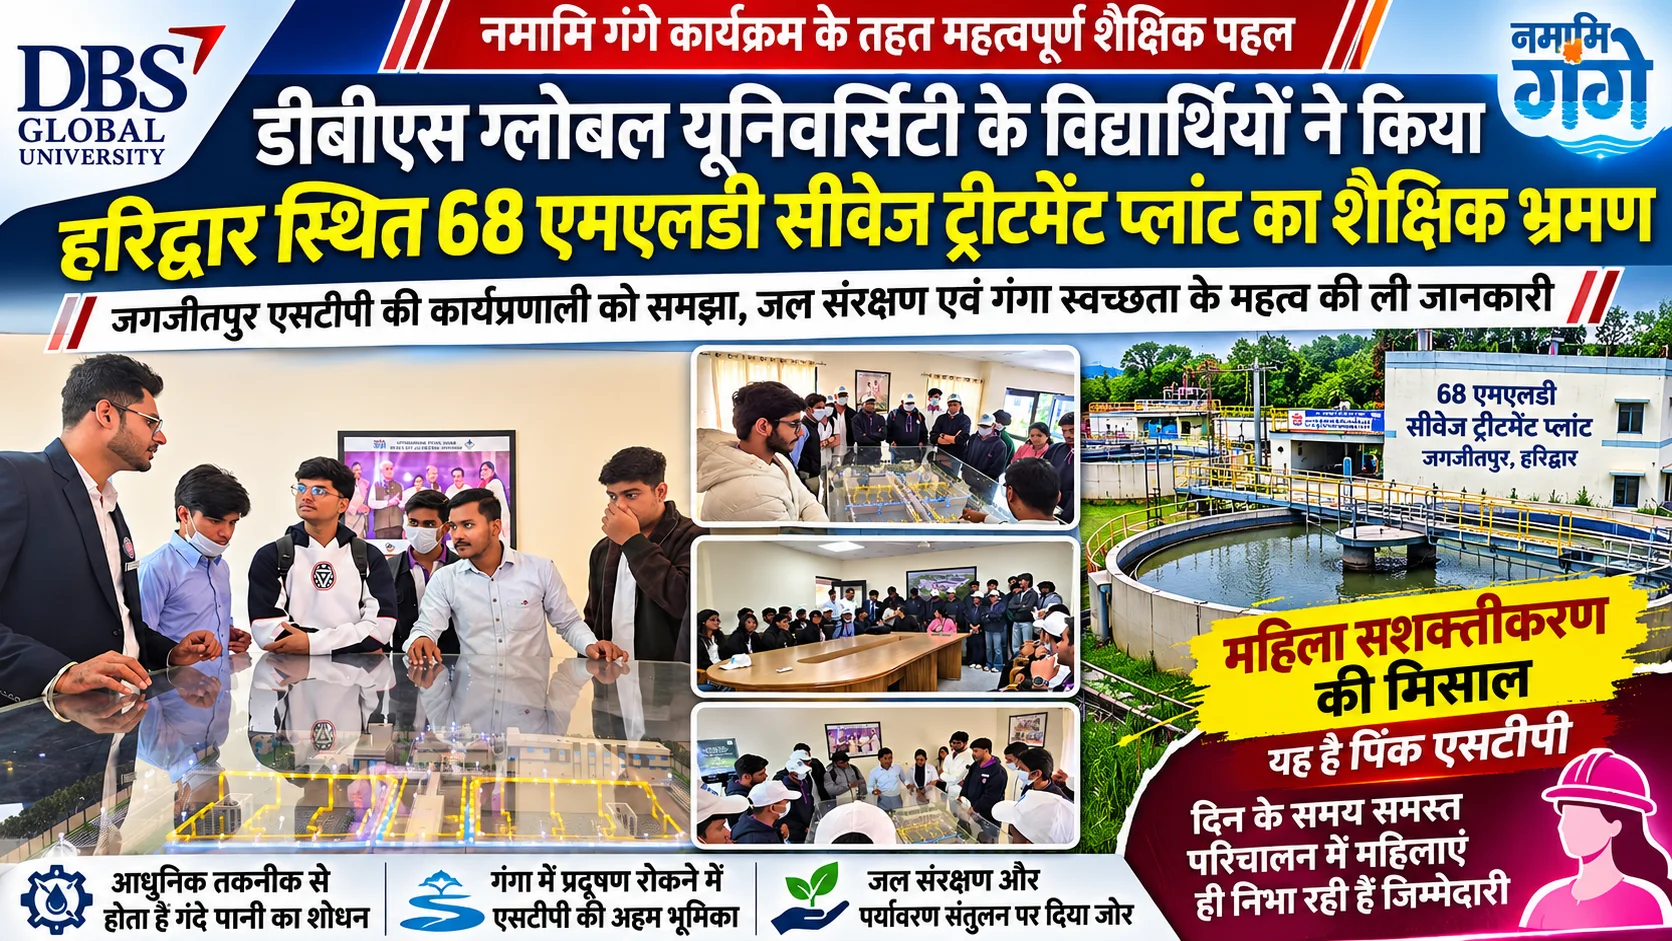 नमामि गंगे कार्यक्रम के तहत महत्वपूर्ण शैक्षिक पहल
DBS
GLOBAL
UNIVERSITY
नमामि
गंगे
डीबीएस ग्लोबल यूनिवर्सिटी के विद्यार्थियों ने किया
हरिद्वार स्थित 68 एमएलडी सीवेज ट्रीटमेंट प्लांट का शैक्षिक भ्रमण
जगजीतपुर एसटीपी की कार्यप्रणाली को समझा, जल संरक्षण एवं गंगा स्वच्छता के महत्व की ली जानकारी
68 एमएलडी
सीवेज ट्रीटमेंट प्लांट
जगजीतपुर, हरिद्वार
महिला सशक्तीकरण
की मिसाल
यह है पिंक एसटीपी
दिन के समय समस्त
परिचालन में महिलाएं
ही निभा रही हैं जिम्मेदारी
आधुनिक तकनीक से
होता हैं गंदे पानी का शोधन
गंगा में प्रदूषण रोकने में
एसटीपी की अहम भूमिका
जल संरक्षण और
पर्यावरण संतुलन पर दिया जोर